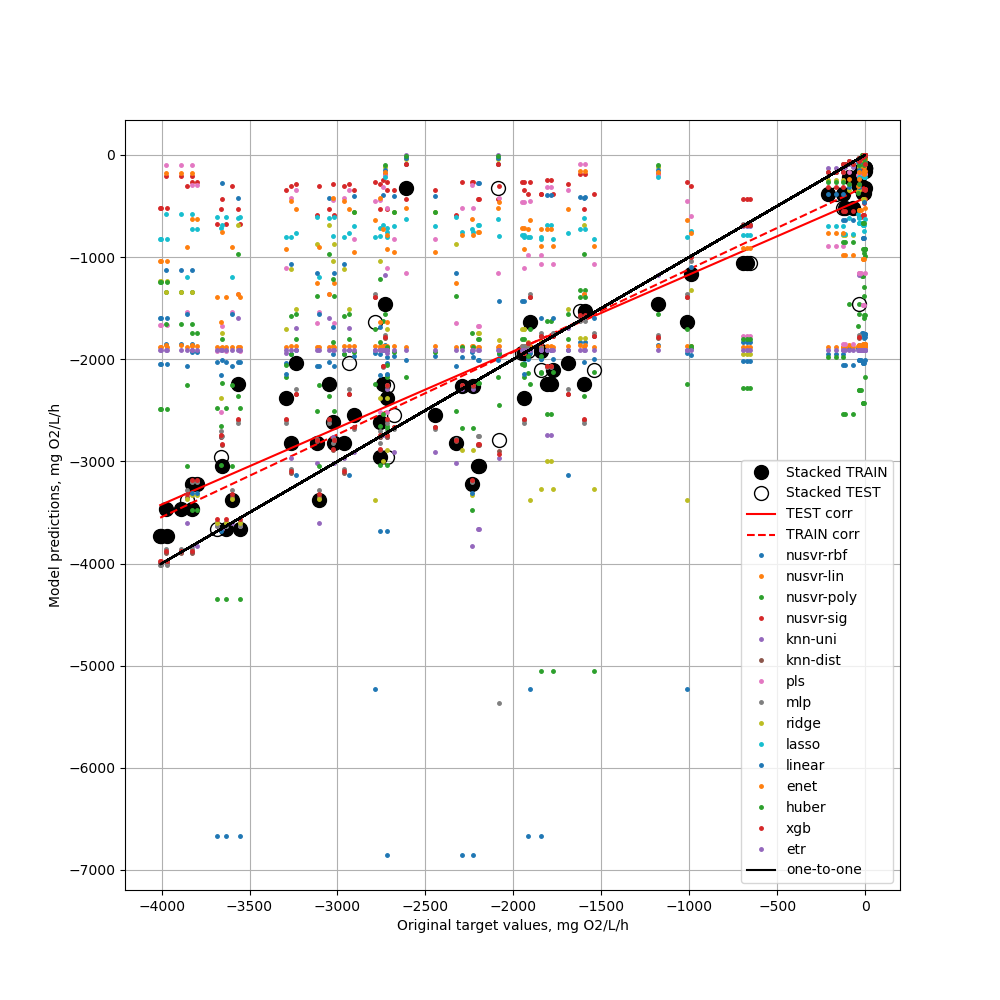 0
−1000
−2000
−3000
−4000
−5000
−6000
−7000
Model predictions, mg O2/L/h
−4000
−3500
−3000
−2500
−2000
−1500
−1000
−500
0
Original target values, mg O2/L/h
Stacked TRAIN
Stacked TEST
TEST corr
TRAIN corr
nusvr-rbf
nusvr-lin
nusvr-poly
nusvr-sig
knn-uni
knn-dist
pls
mlp
ridge
lasso
linear
enet
huber
xgb
etr
one-to-one